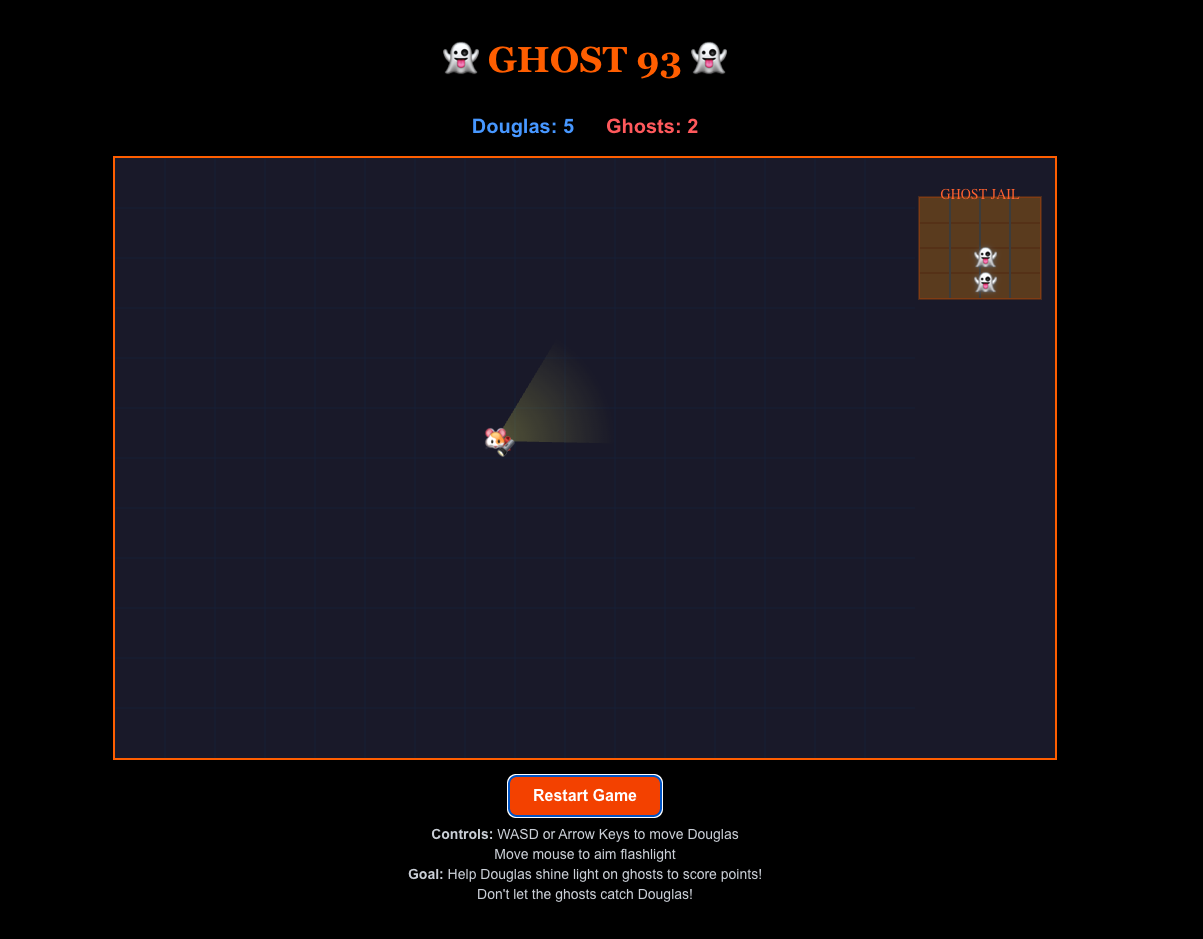 GHOST 93
Douglas: 5 Ghosts: 2
GHOST JAIL
Restart Game
Controls: WASD or Arrow Keys to move Douglas
Move mouse to aim flashlight
Goal: Help Douglas shine light on ghosts to score points!
Don't let the ghosts catch Douglas!